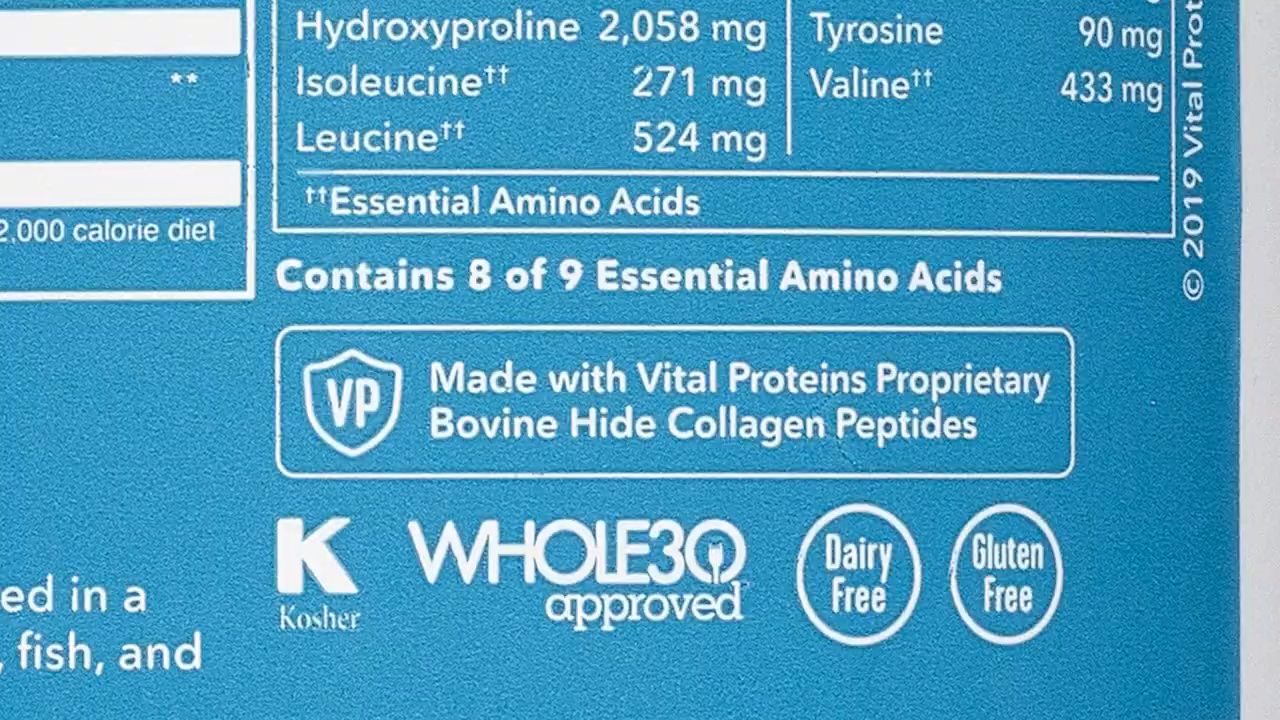 Hydroxyproline 2,058 mg
Isoleucine†† 271 mg
Leucine†† 524 mg
Tyrosine 90 mg
Valine†† 433 mg
††Essential Amino Acids
**
2,000 calorie diet
Contains 8 of 9 Essential Amino Acids
VP
Made with Vital Proteins Proprietary
Bovine Hide Collagen Peptides
K
Kosher
WHOLE30
approved
Dairy
Free
Gluten
Free
ed in a
, fish, and
© 2019 Vital Prot